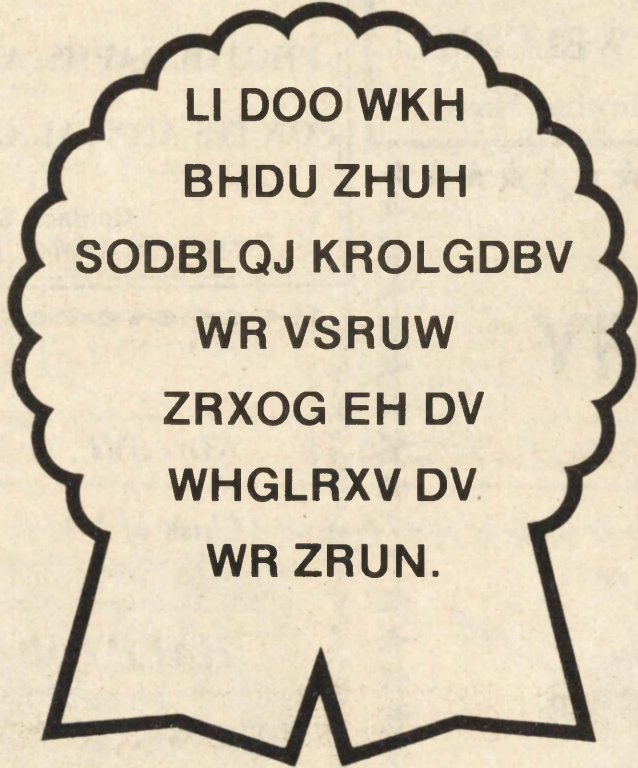 LI DOO WKH
BHDU ZHUH
SODBLQJ KROLGDBV
WR VSRUW
ZRXOG EH DV
WHGLRXV DV
WR ZRUN.